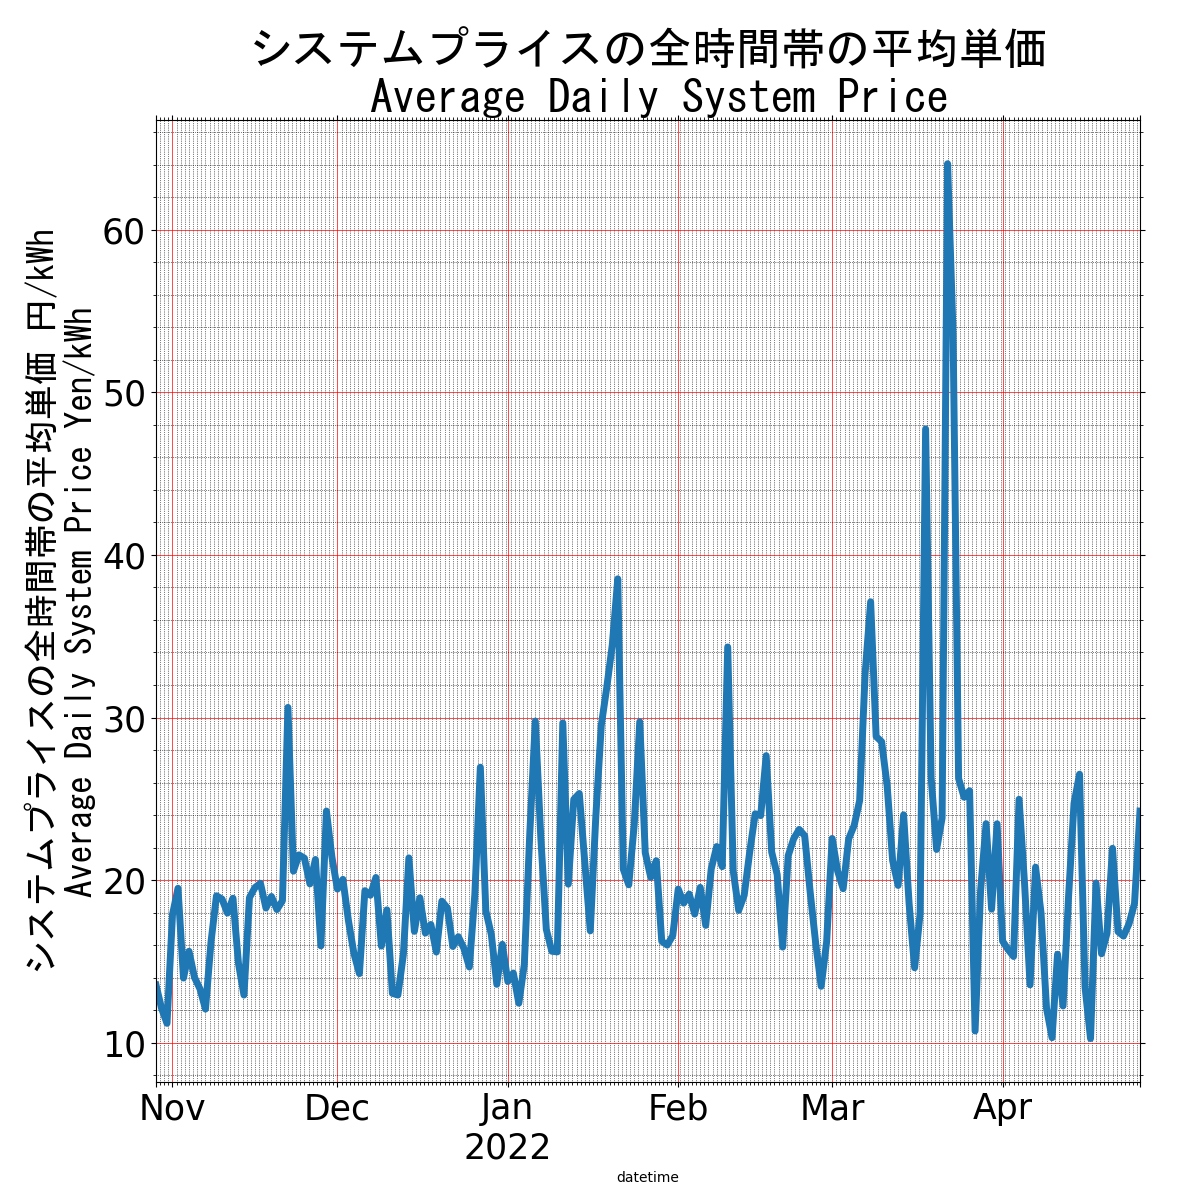 システムプライスの全時間帯の平均単価
Average Daily System Price
システムプライスの全時間帯の平均単価 円/kWh
Average Daily System Price Yen/kWh
60
50
40
30
20
10
Nov
Dec
Jan
2022
Feb
Mar
Apr
datetime